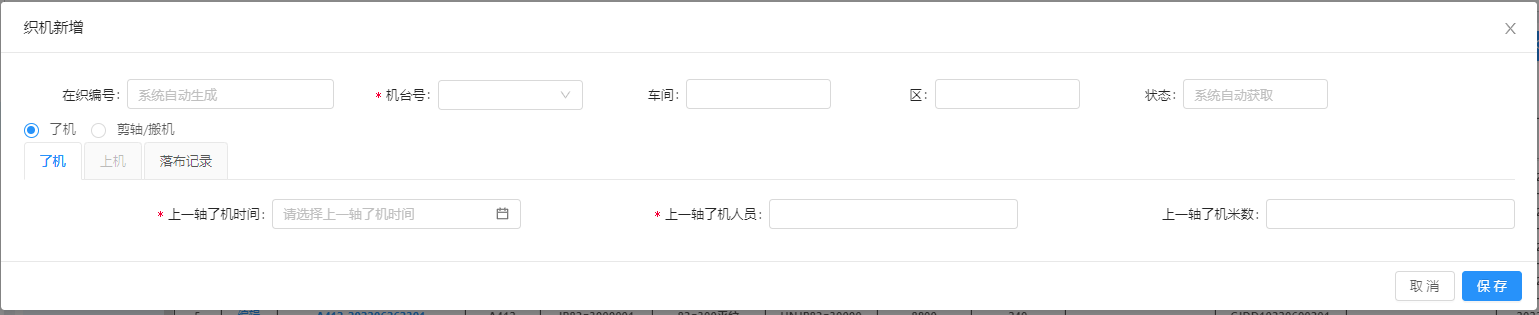 织机新增
在织编号: 系统自动生成 * 机台号: 车间: 区: 状态: 系统自动获取
了机 剪轴/搬机
了机 上机 落布记录
* 上一轴了机时间: 请选择上一轴了机时间 * 上一轴了机人员: 上一轴了机米数:
取 消 保 存